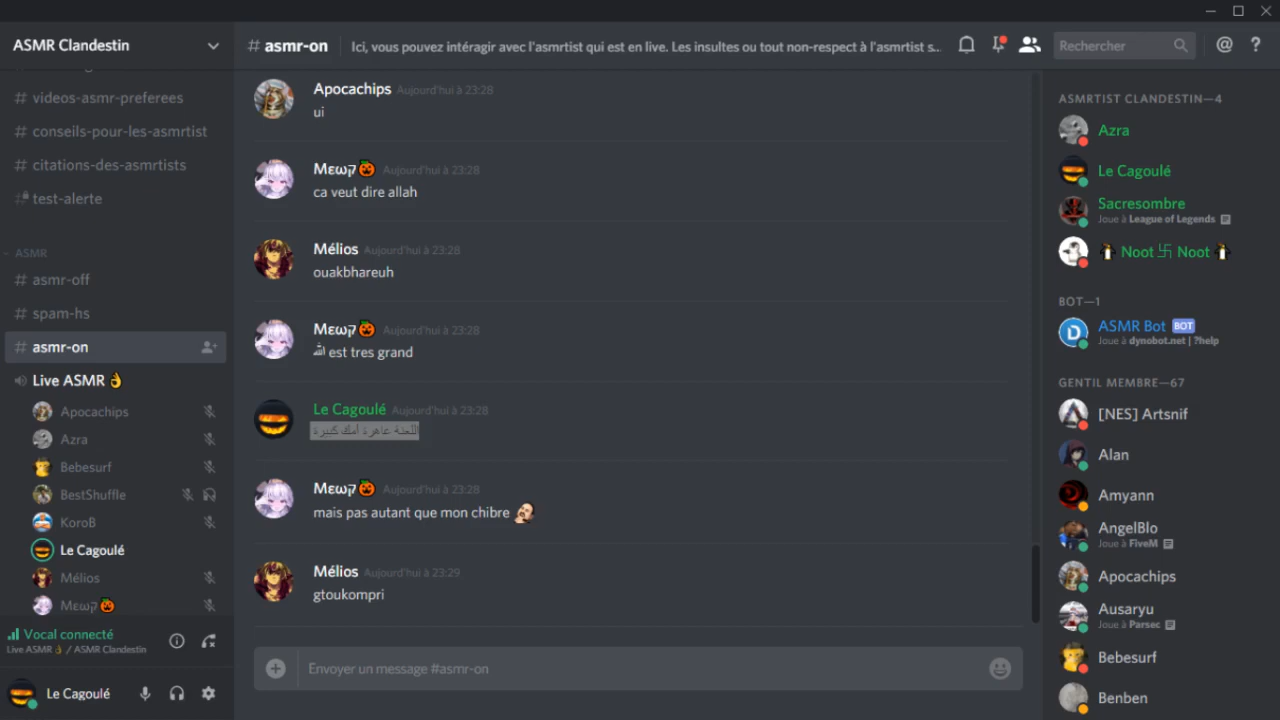 ASMR Clandestin
# videos-asmr-preferees
# conseils-pour-les-asmrtist
# citations-des-asmrtists
test-alerte
ASMR
# asmr-off
# spam-hs
# asmr-on
Live ASMR 👌
Apocachips
Azra
Bebesurf
BestShuffle
KoroB
Le Cagoulé
Mélios
Mεωק🎃
Vocal connecté
Live ASMR 👌 / ASMR Clandestin
Le Cagoulé
# asmr-on
Ici, vous pouvez intéragir avec l'asmrtist qui est en live. Les insultes ou tout non-respect à l'asmrtist s...
Rechercher
Apocachips Aujourd'hui à 23:28
ui
Mεωק🎃 Aujourd'hui à 23:28
ca veut dire allah
Mélios Aujourd'hui à 23:28
ouakbhareuh
Mεωק🎃 Aujourd'hui à 23:28
ﷲ est tres grand
Le Cagoulé Aujourd'hui à 23:28
اللعنة عاهرة أمك كبيرة
Mεωק🎃 Aujourd'hui à 23:28
mais pas autant que mon chibre
Mélios Aujourd'hui à 23:29
gtoukompri
Envoyer un message #asmr-on
ASMRTIST CLANDESTIN—4
Azra
Le Cagoulé
Sacresombre
Joue à League of Legends
🐧 Noot 卐 Noot 🐧
BOT—1
ASMR Bot BOT
Joue à dynobot.net | ?help
GENTIL MEMBRE—67
[NES] Artsnif
Alan
Amyann
AngelBlo
Joue à FiveM
Apocachips
Ausaryu
Joue à Parsec
Bebesurf
Benben